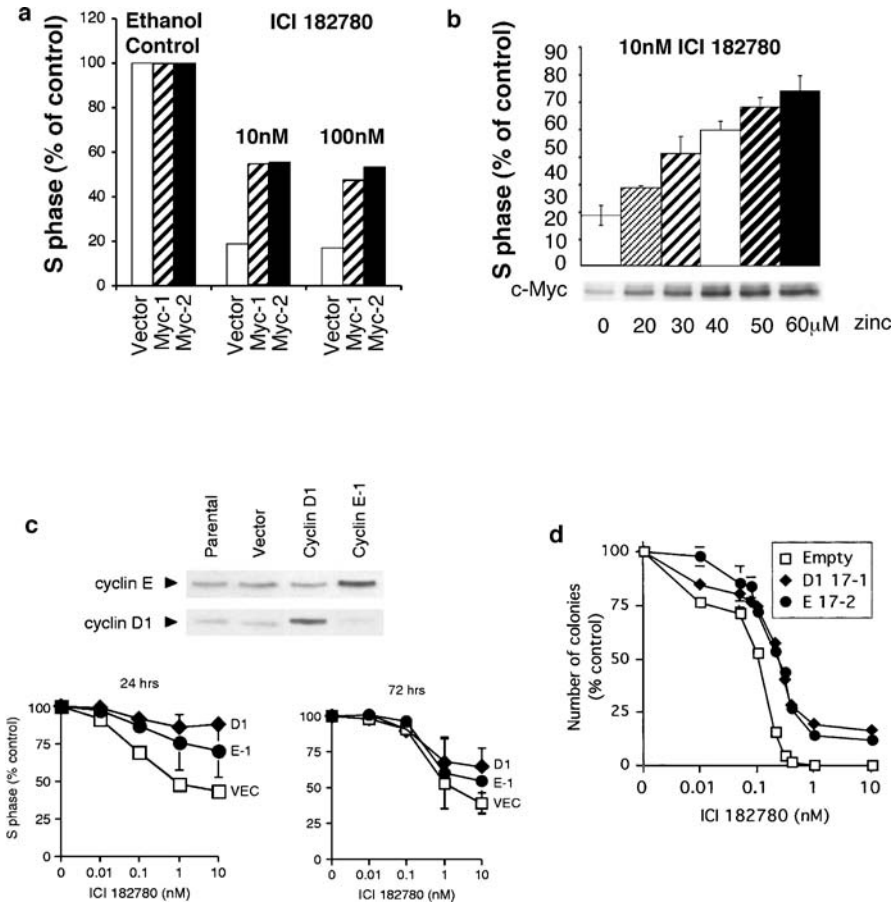 a
Ethanol Control
ICI 182780
S phase (% of control)
120
100
80
60
40
20
0
10nM
100nM
Vector
Myc-1
Myc-2
Vector
Myc-1
Myc-2
Vector
Myc-1
Myc-2
b
10nM ICI 182780
S phase (% of control)
90
80
70
60
50
40
30
20
10
0
c-Myc
0 20 30 40 50 60µM zinc
c
Parental
Vector
Cyclin D1
Cyclin E-1
cyclin E
cyclin D1
24 hrs
S phase (% control)
100
75
50
25
0
D1
E-1
VEC
0 0.01 0.1 1 10
ICI 182780 (nM)
72 hrs
100
75
50
25
0
D1
E-1
VEC
0 0.01 0.1 1 10
ICI 182780 (nM)
d
Number of colonies
(% control)
100
75
50
25
0
Empty
D1 17-1
E 17-2
0 0.01 0.1 1 10
ICI 182780 (nM)